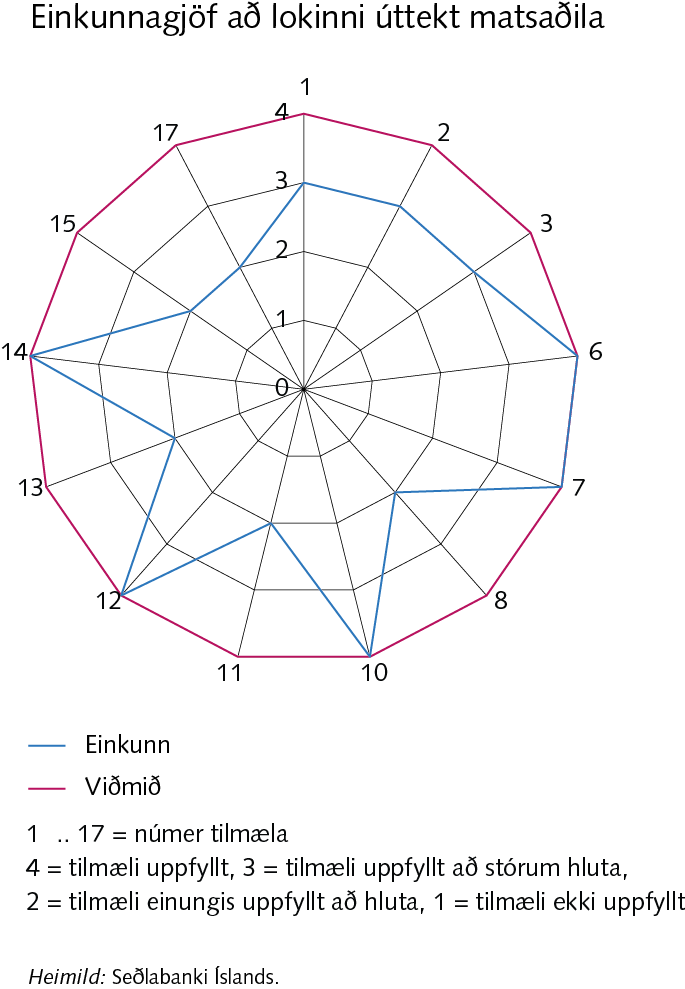 Einkunnagjöf að lokinni úttekt matsaðila
1
4
17
2
3
15
3
2
1
14
6
0
13
7
12
8
11
10
Einkunn
Viðmið
1 .. 17 = númer tilmæla
4 = tilmæli uppfyllt, 3 = tilmæli uppfyllt að stórum hluta,
2 = tilmæli einungis uppfyllt að hluta, 1 = tilmæli ekki uppfyllt
Heimild: Seðlabanki Íslands.